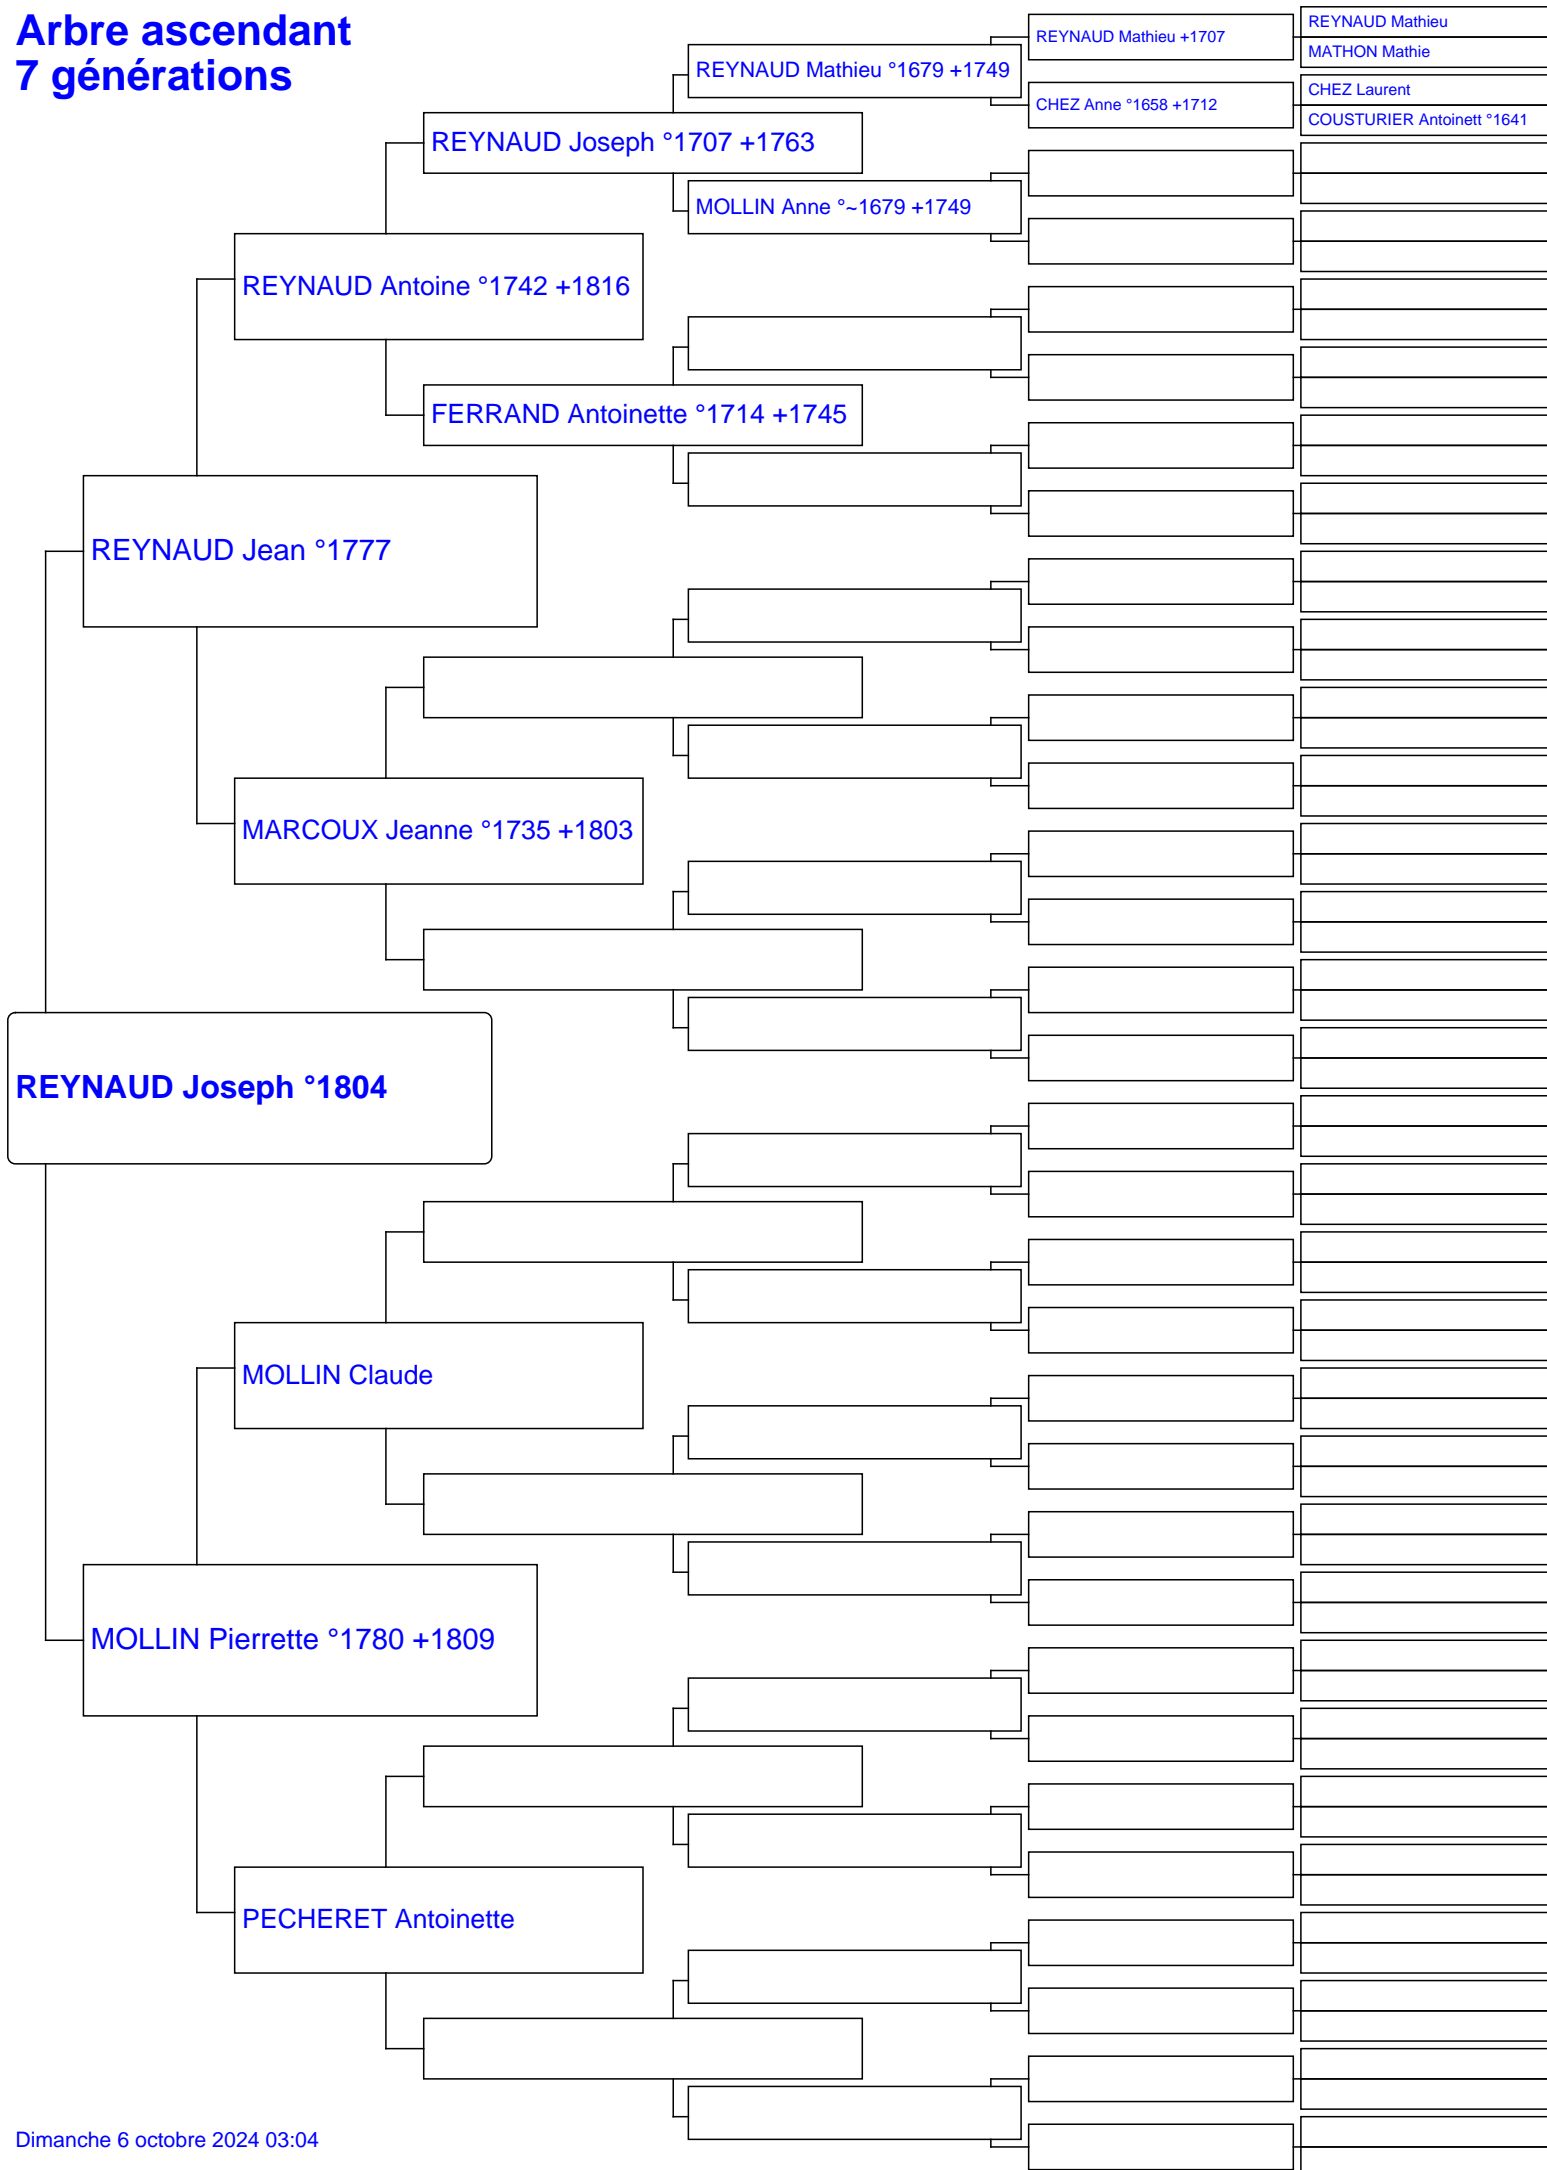 Arbre ascendant
7 générations
REYNAUD Mathieu
MATHON Mathie
REYNAUD Mathieu +1707
REYNAUD Mathieu °1679 +1749
CHEZ Laurent
CHEZ Anne °1658 +1712
COUSTURIER Antoinett °1641
REYNAUD Joseph °1707 +1763
MOLLIN Anne °~1679 +1749
REYNAUD Antoine °1742 +1816
FERRAND Antoinette °1714 +1745
REYNAUD Jean °1777
MARCOUX Jeanne °1735 +1803
REYNAUD Joseph °1804
MOLLIN Claude
MOLLIN Pierrette °1780 +1809
PECHERET Antoinette
Dimanche 6 octobre 2024 03:04